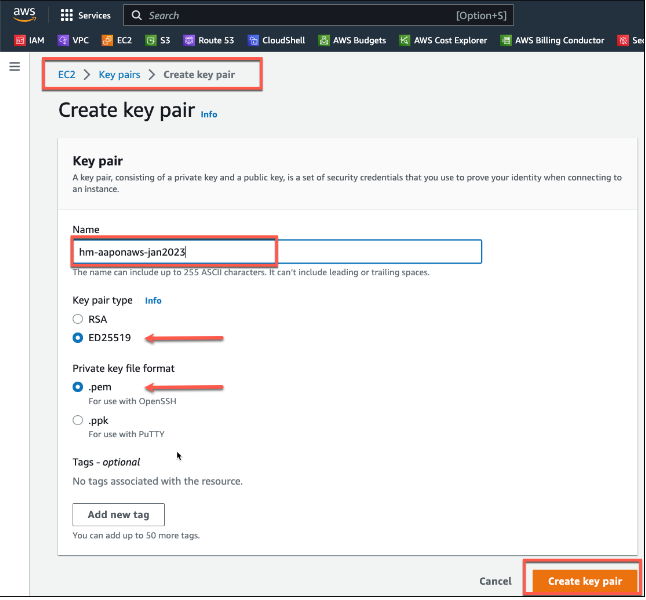 aws
Services
Search [Option+S]
IAM VPC EC2 S3 Route 53 CloudShell AWS Budgets AWS Cost Explorer AWS Billing Conductor
EC2 > Key pairs > Create key pair
Create key pair Info
Key pair
A key pair, consisting of a private key and a public key, is a set of security credentials that you use to prove your identity when connecting to
an instance.
Name
hm-aaponaws-jan2023
The name can include up to 255 ASCII characters. It can't include leading or trailing spaces.
Key pair type Info
RSA
ED25519
Private key file format
.pem
For use with OpenSSH
.ppk
For use with PuTTY
Tags - optional
No tags associated with the resource.
Add new tag
You can add up to 50 more tags.
Cancel Create key pair